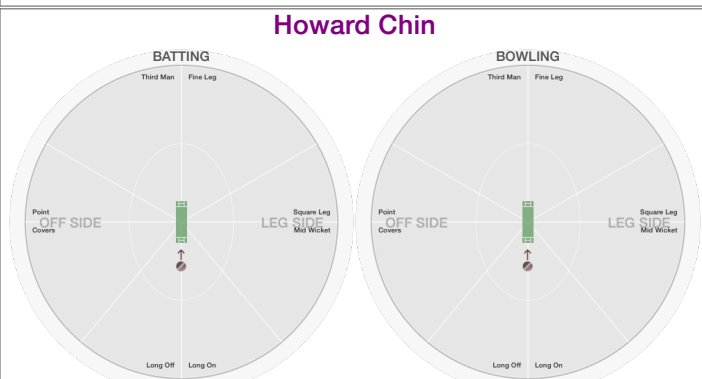 Howard Chin
BATTING
BOWLING
Third Man
Fine Leg
Third Man
Fine Leg
Point
OFF SIDE
Covers
Square Leg
LEG SIDE
Mid Wicket
Point
OFF SIDE
Covers
Square Leg
LEG SIDE
Mid Wicket
Long Off
Long On
Long Off
Long On